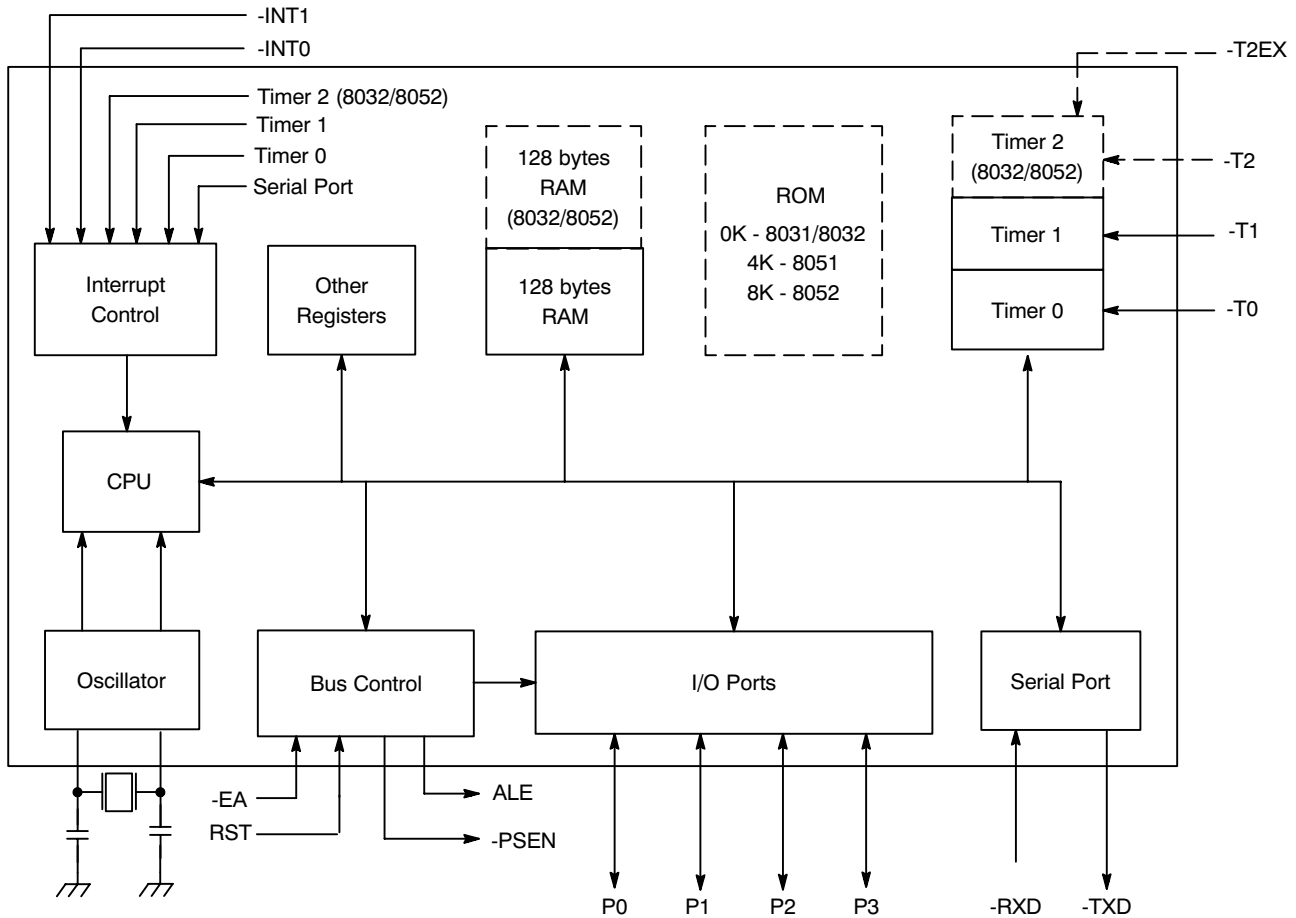 -INT1
-INT0
-T2EX
Timer 2 (8032/8052)
Timer 1
Timer 0
Serial Port
128 bytes
RAM
(8032/8052)
ROM
0K - 8031/8032
4K - 8051
8K - 8052
Timer 2
(8032/8052)
-T2
Timer 1
-T1
Timer 0
-T0
Interrupt
Control
Other
Registers
128 bytes
RAM
CPU
Oscillator
Bus Control
I/O Ports
Serial Port
-EA
RST
ALE
-PSEN
P0
P1
P2
P3
-RXD
-TXD